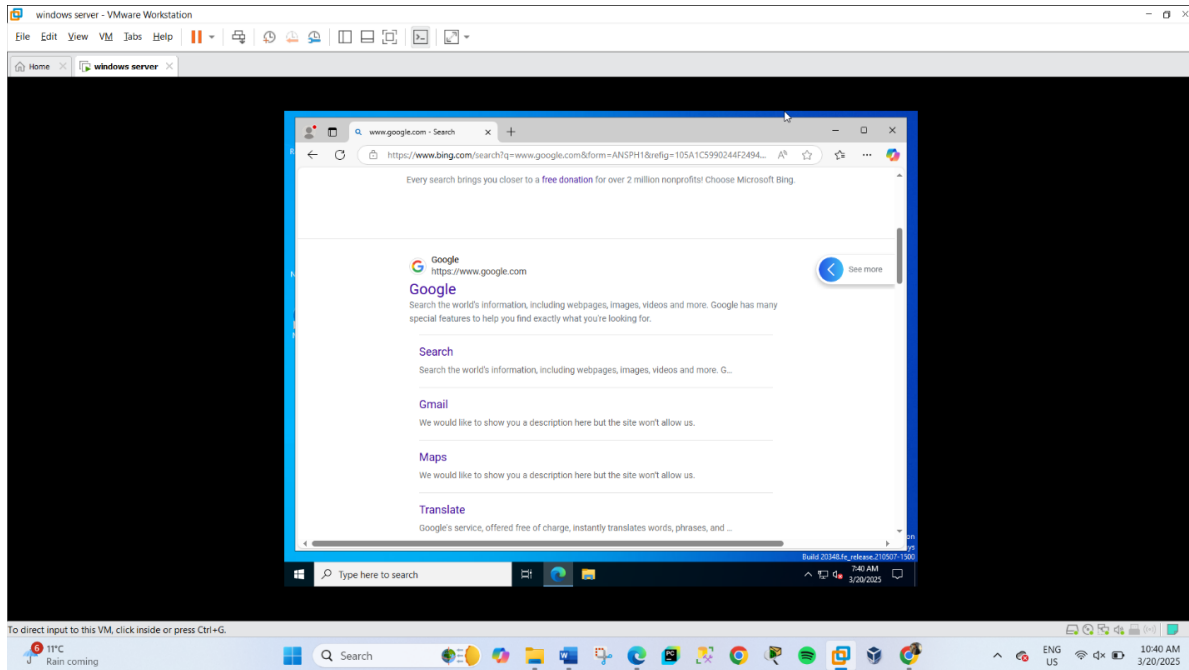 windows server - VMware Workstation
File Edit View VM Tabs Help
Home
windows server
www.google.com - Search
https://www.bing.com/search?q=www.google.com&form=ANSPH1&refig=105A1C5990244F2494...
Every search brings you closer to a free donation for over 2 million nonprofits! Choose Microsoft Bing.
Google
https://www.google.com
See more
Google
Search the world's information, including webpages, images, videos and more. Google has many
special features to help you find exactly what you're looking for.
Search
Search the world's information, including webpages, images, videos and more. G...
Gmail
We would like to show you a description here but the site won't allow us.
Maps
We would like to show you a description here but the site won't allow us.
Translate
Google's service, offered free of charge, instantly translates words, phrases, and ...
Build 20348.fe_release.210507-1500
Type here to search
7:40 AM
3/20/2025
To direct input to this VM, click inside or press Ctrl+G.
6
11°C
Rain coming
Search
ENG
US
10:40 AM
3/20/2025